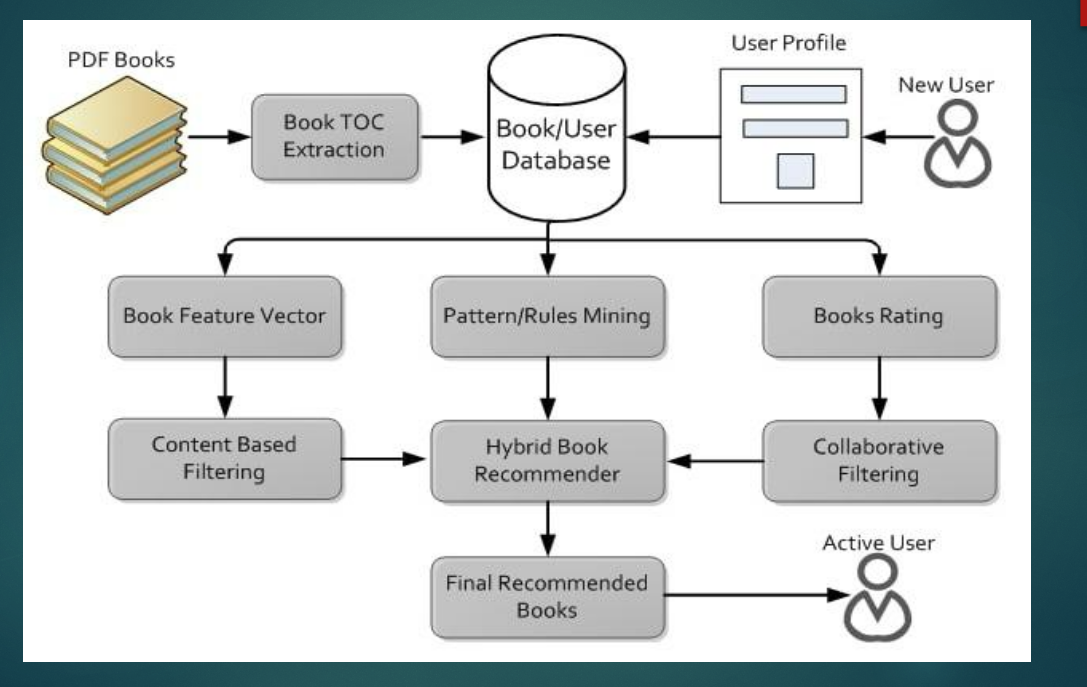 PDF Books
User Profile
New User
Book TOC
Extraction
Book/User
Database
Book Feature Vector
Pattern/Rules Mining
Books Rating
Content Based
Filtering
Hybrid Book
Recommender
Collaborative
Filtering
Active User
Final Recommended
Books